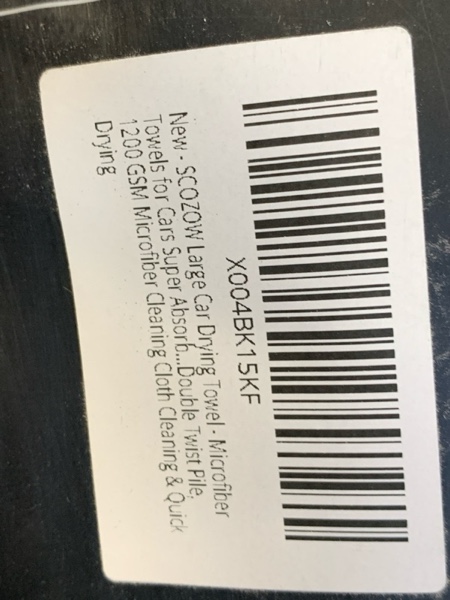 X004BK15KF
New - SCOZOW Large Car Drying Towel - Microfiber
Towels for Cars Super Absorb...Double Twist Pile,
1200 GSM Microfiber Cleaning Cloth Cleaning & Quick
Drying